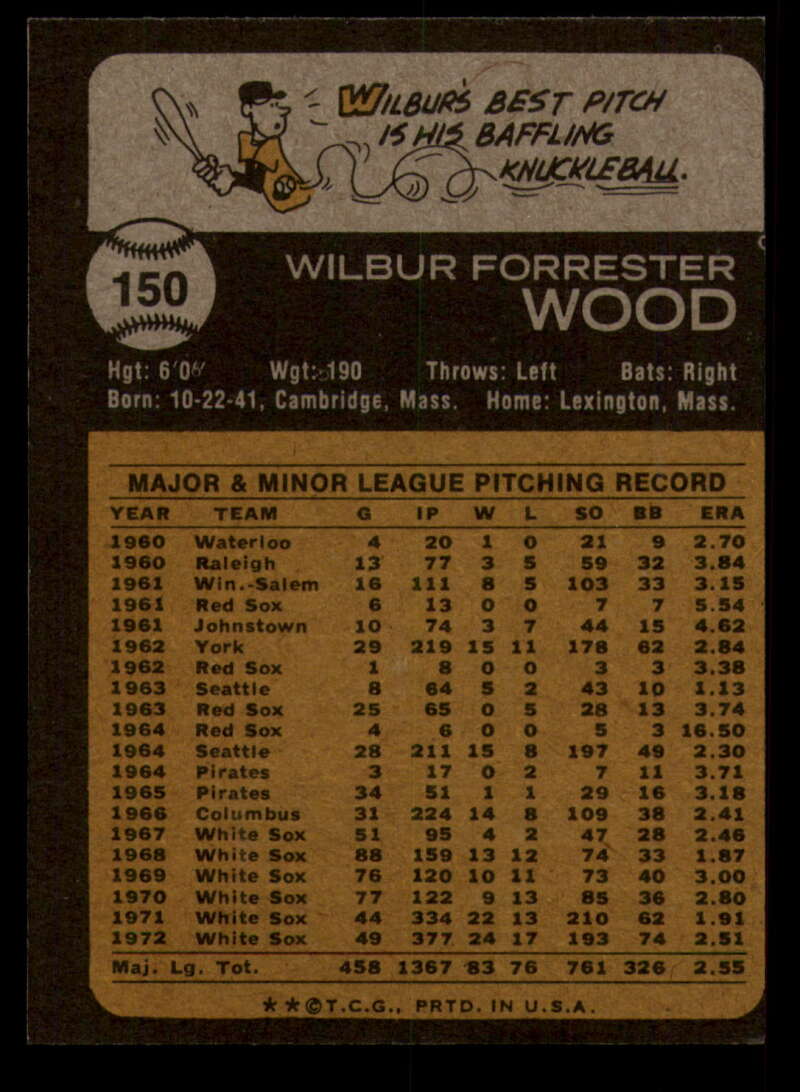 WILBUR'S BEST PITCH
IS HIS BAFFLING
KNUCKLEBALL.
150
WILBUR FORRESTER
WOOD
Hgt: 6'0" Wgt: 190 Throws: Left Bats: Right
Born: 10-22-41, Cambridge, Mass. Home: Lexington, Mass.
MAJOR & MINOR LEAGUE PITCHING RECORD
YEAR TEAM G IP W L SO BB ERA
1960 Waterloo 4 20 1 0 21 9 2.70
1960 Raleigh 13 77 3 5 59 32 3.84
1961 Win.-Salem 16 111 8 5 103 33 3.15
1961 Red Sox 6 13 0 0 7 7 5.54
1961 Johnstown 10 74 3 7 44 15 4.62
1962 York 29 219 15 11 178 62 2.84
1962 Red Sox 1 8 0 0 3 3 3.38
1963 Seattle 8 64 5 2 43 10 1.13
1963 Red Sox 25 65 0 5 28 13 3.74
1964 Red Sox 4 6 0 0 5 3 16.50
1964 Seattle 28 211 15 8 197 49 2.30
1964 Pirates 3 17 0 2 7 11 3.71
1965 Pirates 34 51 1 1 29 16 3.18
1966 Columbus 31 224 14 8 109 38 2.41
1967 White Sox 51 95 4 2 47 28 2.46
1968 White Sox 88 159 13 12 74 33 1.87
1969 White Sox 76 120 10 11 73 40 3.00
1970 White Sox 77 122 9 13 85 36 2.80
1971 White Sox 44 334 22 13 210 62 1.91
1972 White Sox 49 377 24 17 193 74 2.51
Maj. Lg. Tot. 458 1367 83 76 761 326 2.55
★★©T.C.G., PRTD. IN U.S.A.